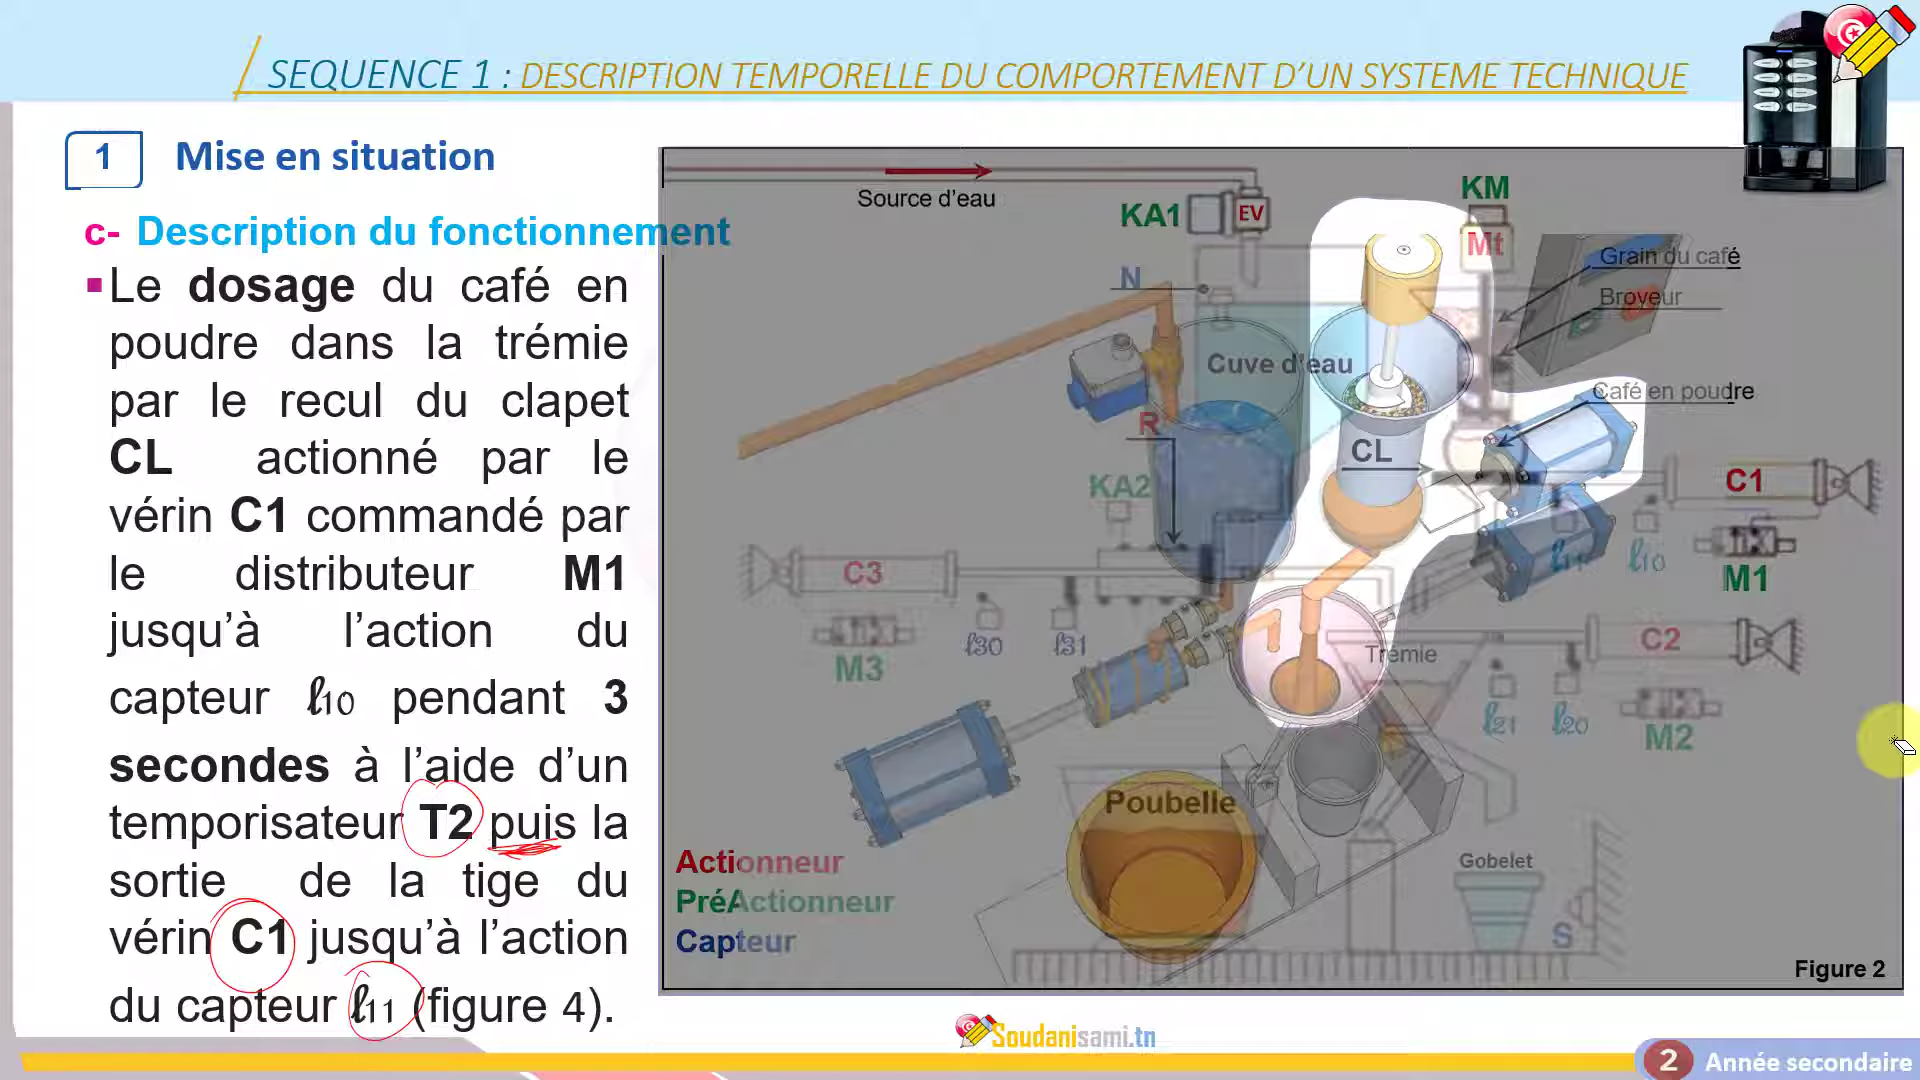 SEQUENCE 1 : DESCRIPTION TEMPORELLE DU COMPORTEMENT D’UN SYSTEME TECHNIQUE
1 Mise en situation
c- Description du fonctionnement
Le dosage du café en
poudre dans la trémie
par le recul du clapet
CL actionné par le
vérin C1 commandé par
le distributeur M1
jusqu’à l’action du
capteur ℓ10 pendant 3
secondes à l’aide d’un
temporisateur T2 puis la
sortie de la tige du
vérin C1 jusqu’à l’action
du capteur ℓ11 (figure 4).
Source d’eau
KA1
EV
KM
Mt
Grain du café
Broyeur
N
Cuve d’eau
Café en poudre
R
CL
KA2
C1
ℓ11
ℓ10
M1
C3
ℓ30
ℓ31
M3
C2
Trémie
ℓ21
ℓ20
M2
Poubelle
Actionneur
PréActionneur
Capteur
Gobelet
S
Figure 2
Soudanisami.tn
2 Année secondaire